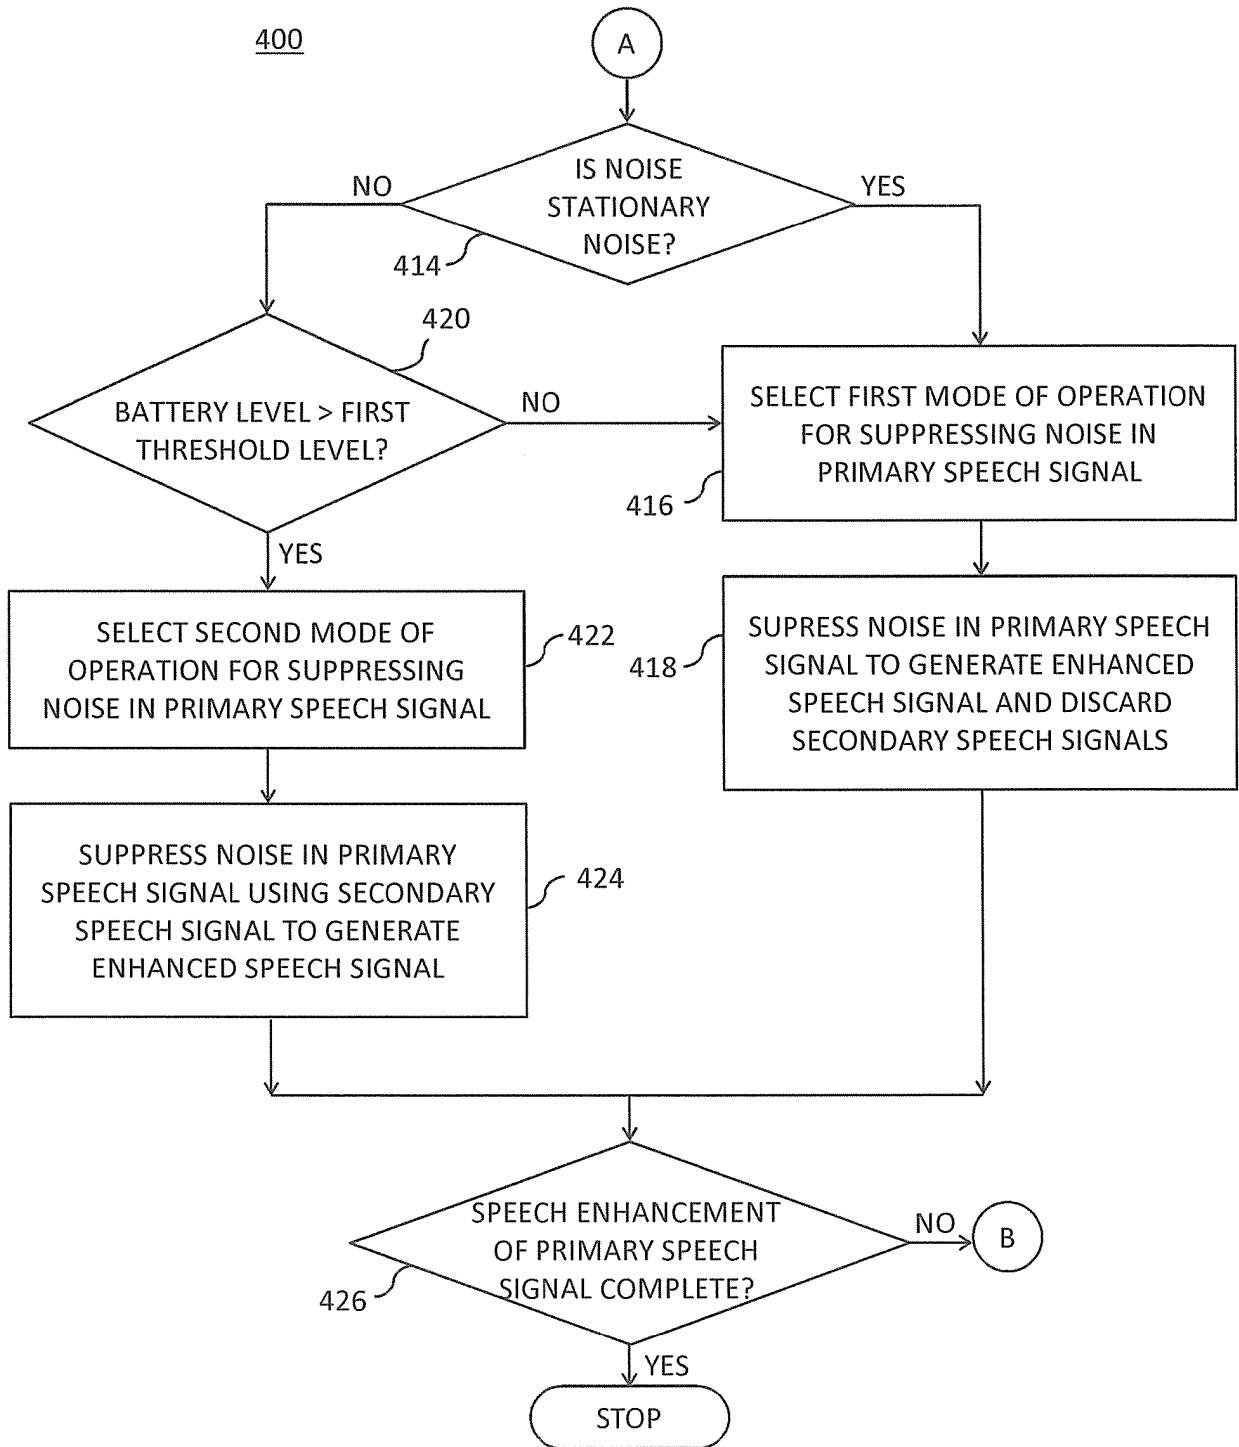 400
A
IS NOISE
STATIONARY
NOISE?
NO
YES
414
420
BATTERY LEVEL > FIRST
THRESHOLD LEVEL?
NO
YES
SELECT FIRST MODE OF OPERATION
FOR SUPPRESSING NOISE IN
PRIMARY SPEECH SIGNAL
416
SELECT SECOND MODE OF
OPERATION FOR SUPPRESSING
NOISE IN PRIMARY SPEECH SIGNAL
422
SUPRESS NOISE IN PRIMARY SPEECH
SIGNAL TO GENERATE ENHANCED
SPEECH SIGNAL AND DISCARD
SECONDARY SPEECH SIGNALS
418
SUPPRESS NOISE IN PRIMARY
SPEECH SIGNAL USING SECONDARY
SPEECH SIGNAL TO GENERATE
ENHANCED SPEECH SIGNAL
424
SPEECH ENHANCEMENT
OF PRIMARY SPEECH
SIGNAL COMPLETE?
426
NO
B
YES
STOP